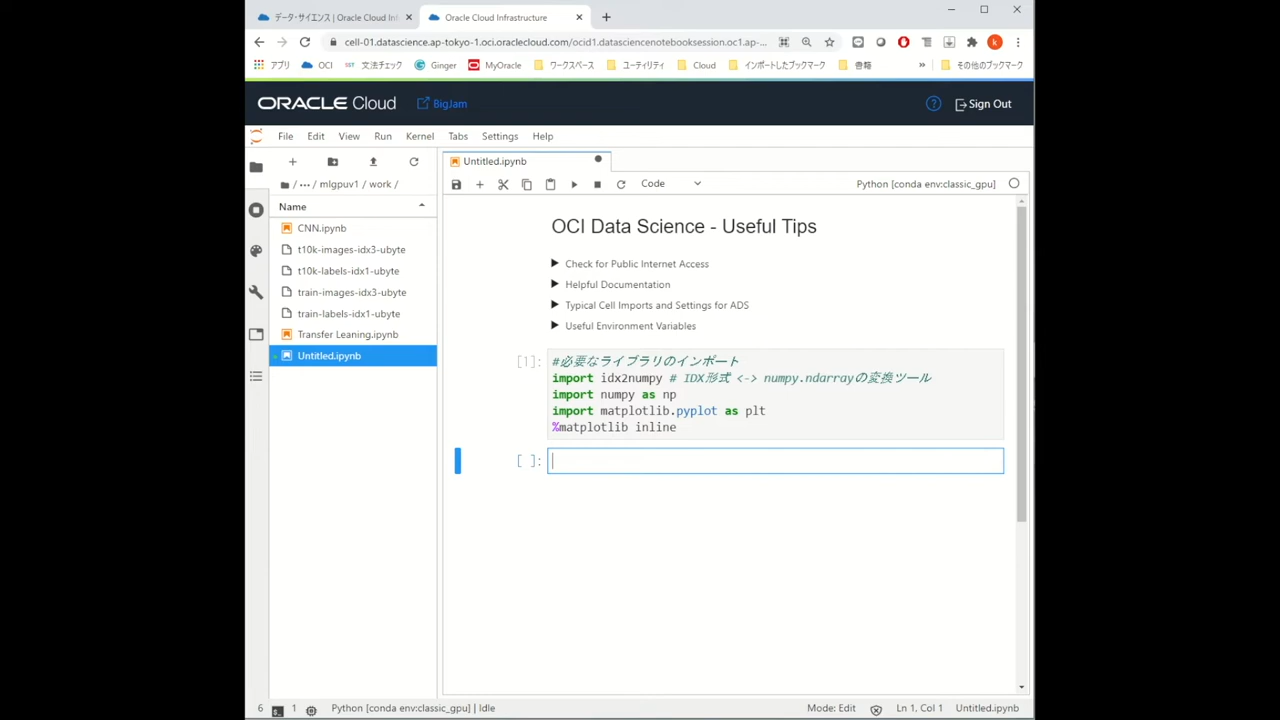 データ・サイエンス | Oracle Cloud Inf
Oracle Cloud Infrastructure
cell-01.datascience.ap-tokyo-1.oci.oraclecloud.com/ocid1.datasciencenotebooksession.oc1.ap-...
アプリ OCI 文法チェック Ginger MyOracle ワークスペース ユーティリティ Cloud インポートしたブックマーク 書籍 » その他のブックマーク
ORACLE Cloud BigJam ? Sign Out
File Edit View Run Kernel Tabs Settings Help
Untitled.ipynb
/ ··· / mlgpuv1 / work /
Code
Python [conda env:classic_gpu]
Name
CNN.ipynb
t10k-images-idx3-ubyte
t10k-labels-idx1-ubyte
train-images-idx3-ubyte
train-labels-idx1-ubyte
Transfer Leaning.ipynb
Untitled.ipynb
OCI Data Science - Useful Tips
Check for Public Internet Access
Helpful Documentation
Typical Cell Imports and Settings for ADS
Useful Environment Variables
[1]:
#必要なライブラリのインポート
import idx2numpy # IDX形式 <-> numpy.ndarrayの変換ツール
import numpy as np
import matplotlib.pyplot as plt
%matplotlib inline
[ ]:
6 1 Python [conda env:classic_gpu] | Idle Mode: Edit Ln 1, Col 1 Untitled.ipynb